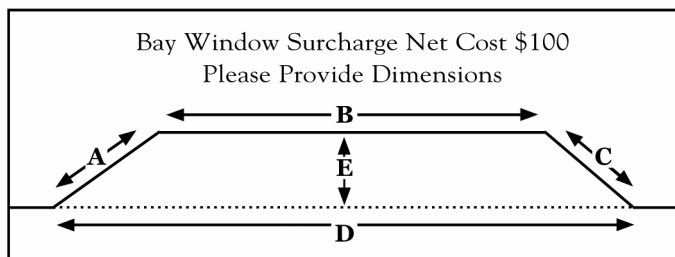 Bay Window Surcharge Net Cost $100
Please Provide Dimensions
B
A
C
E
D